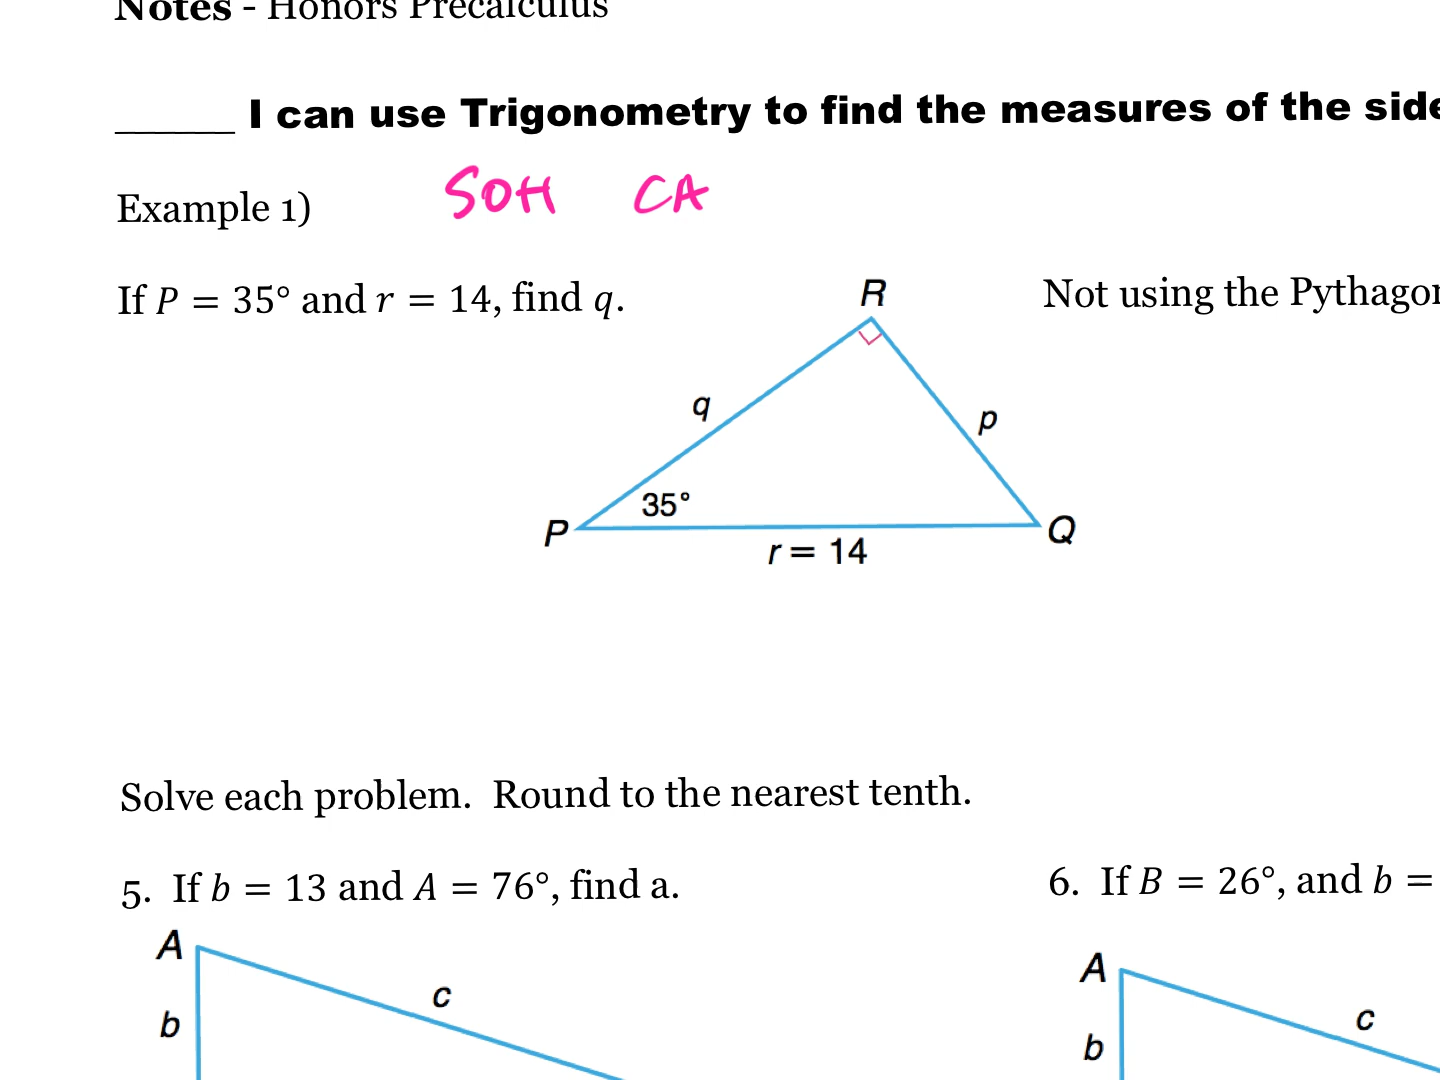 Notes - Honors Precalculus
______ I can use Trigonometry to find the measures of the side
Example 1)
SOH CA
If P = 35° and r = 14, find q.
R
Not using the Pythagor
q
p
35°
P
Q
r = 14
Solve each problem.  Round to the nearest tenth.
5.  If b = 13 and A = 76°, find a.
6.  If B = 26°, and b =
A
c
b
A
c
b